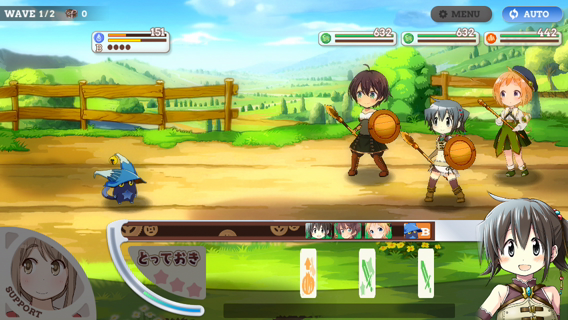 WAVE 1/2 0
MENU
AUTO
151
B
632
632
442
B
とっておき
SUPPORT